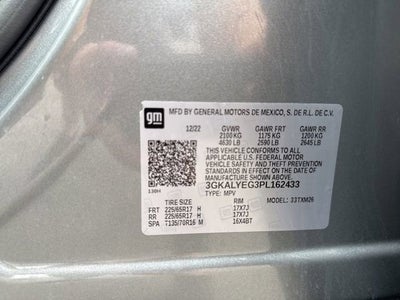 gm
MFD BY GENERAL MOTORS DE MEXICO, S. DE R.L. DE C.V.
12/22 GVWR GAWR FRT GAWR RR
2100 KG 1175 KG 1200 KG
4630 LB 2590 LB 2645 LB
THIS VEHICLE CONFORMS TO ALL
APPLICABLE U.S. FEDERAL MOTOR
VEHICLE SAFETY AND THEFT PREVENTION
STANDARDS IN EFFECT ON THE DATE
OF MANUFACTURE SHOWN ABOVE.
3GKALYEG3PL162433
TYPE: MPV
TIRE SIZE RIM MODEL: 33TXM26
FRT 225/65R17 H 17X7J
RR 225/65R17 H 17X7J
SPA T135/70R16 M 16X4BT